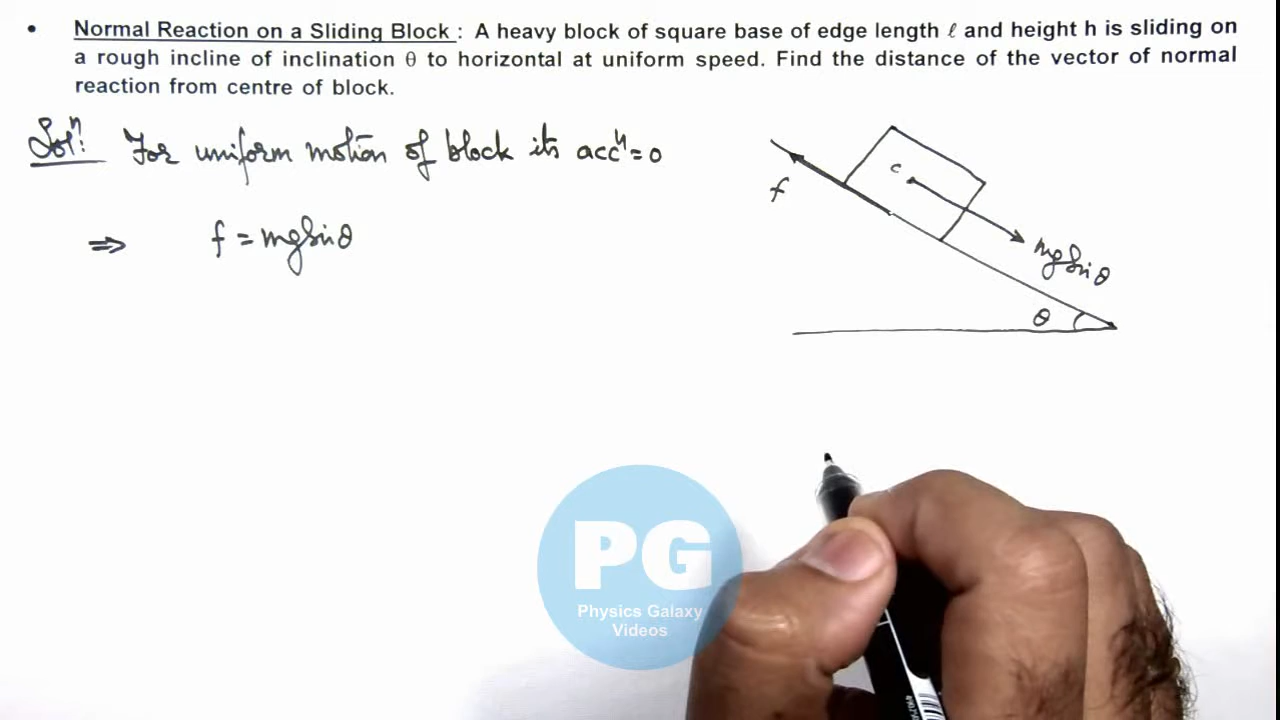 • Normal Reaction on a Sliding Block : A heavy block of square base of edge length ℓ and height h is sliding on
a rough incline of inclination θ to horizontal at uniform speed. Find the distance of the vector of normal
reaction from centre of block.
Solⁿ: For uniform motion of block its accⁿ = 0
⇒ f = mg sin θ
f
c
mg sin θ
θ
PG
Physics Galaxy
Videos